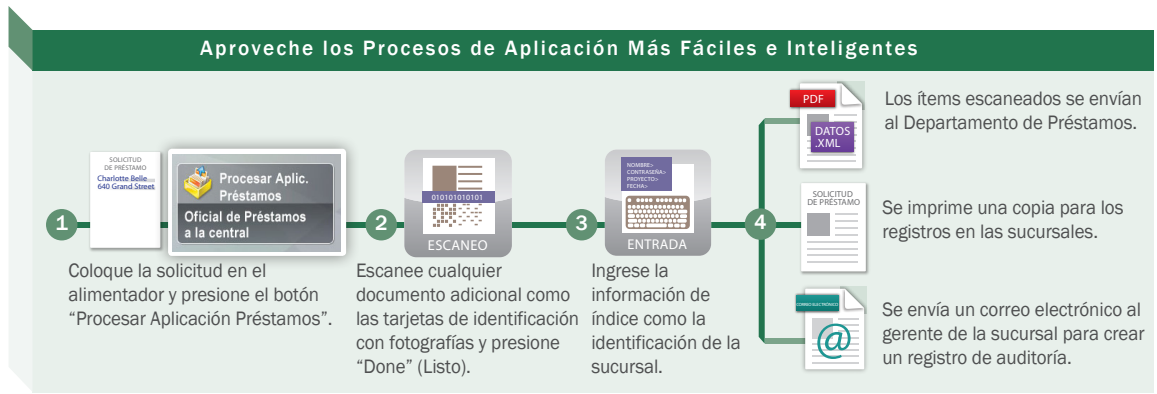 Aproveche los Procesos de Aplicación Más Fáciles e Inteligentes
1
SOLICITUD
DE PRÉSTAMO
Charlotte Belle
640 Grand Street
Procesar Aplic.
Préstamos
Oficial de Préstamos
a la central
Coloque la solicitud en el
alimentador y presione el botón
“Procesar Aplicación Préstamos”.
2
010101010101
ESCANEO
Escanee cualquier
documento adicional como
las tarjetas de identificación
con fotografías y presione
“Done” (Listo).
3
NOMBRE>
CONTRASEÑA>
PROYECTO>
FECHA>
ENTRADA
Ingrese la
información de
índice como la
identificación de la
sucursal.
4
PDF
DATOS
.XML
Los ítems escaneados se envían
al Departamento de Préstamos.
SOLICITUD
DE PRÉSTAMO
Se imprime una copia para los
registros en las sucursales.
CORREO ELECTRÓNICO
@
Se envía un correo electrónico al
gerente de la sucursal para crear
un registro de auditoría.